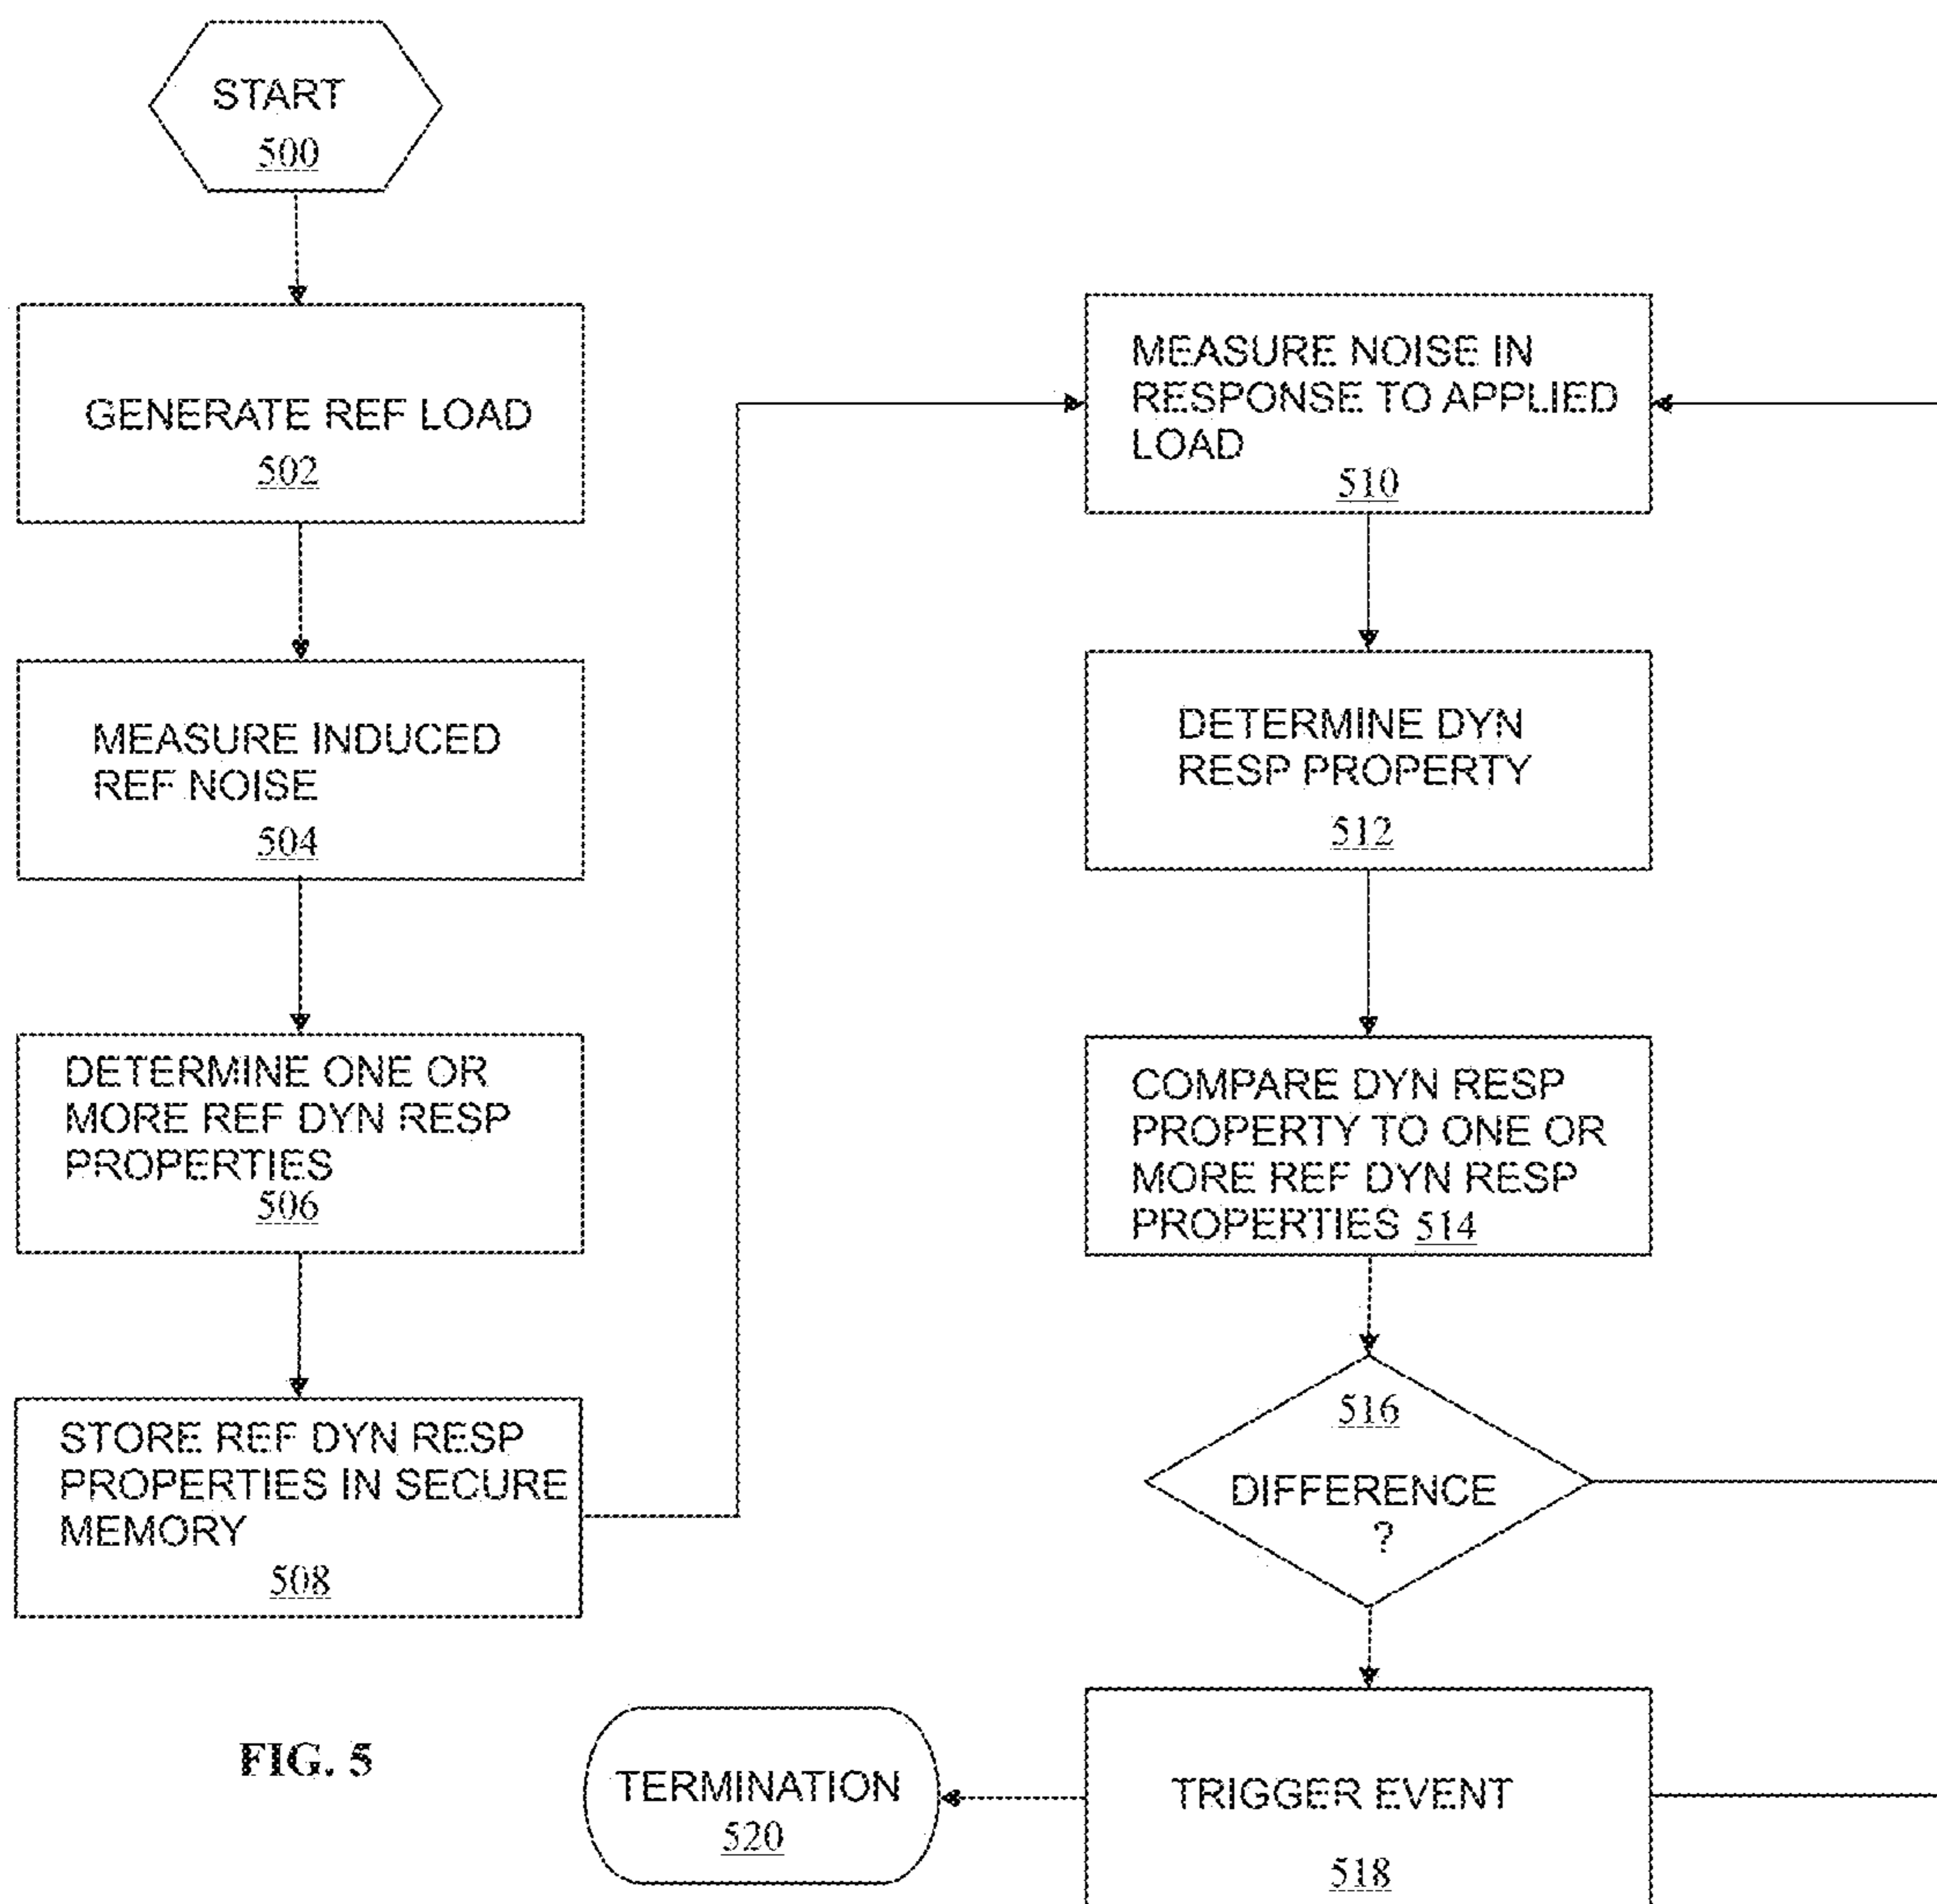 START
500
GENERATE REF LOAD
502
MEASURE INDUCED
REF NOISE
504
DETERMINE ONE OR
MORE REF DYN RESP
PROPERTIES
506
STORE REF DYN RESP
PROPERTIES IN SECURE
MEMORY
508
MEASURE NOISE IN
RESPONSE TO APPLIED
LOAD
510
DETERMINE DYN
RESP PROPERTY
512
COMPARE DYN RESP
PROPERTY TO ONE OR
MORE REF DYN RESP
PROPERTIES 514
516
DIFFERENCE
?
TRIGGER EVENT
518
TERMINATION
520
FIG. 5